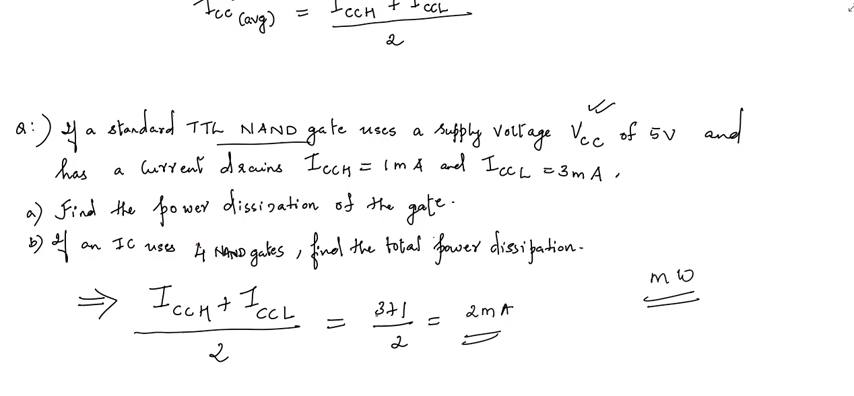 Icc (avg) = ICCH + ICCL / 2
Q:) If a standard TTL NAND gate uses a supply voltage VCC of 5V and
has a current drains ICCH = 1mA and ICCL = 3mA.
a) Find the power dissipation of the gate.
b) If an IC uses 4 NAND gates, find the total power dissipation.
mW
⇒ ICCH + ICCL / 2 = 3+1 / 2 = 2mA